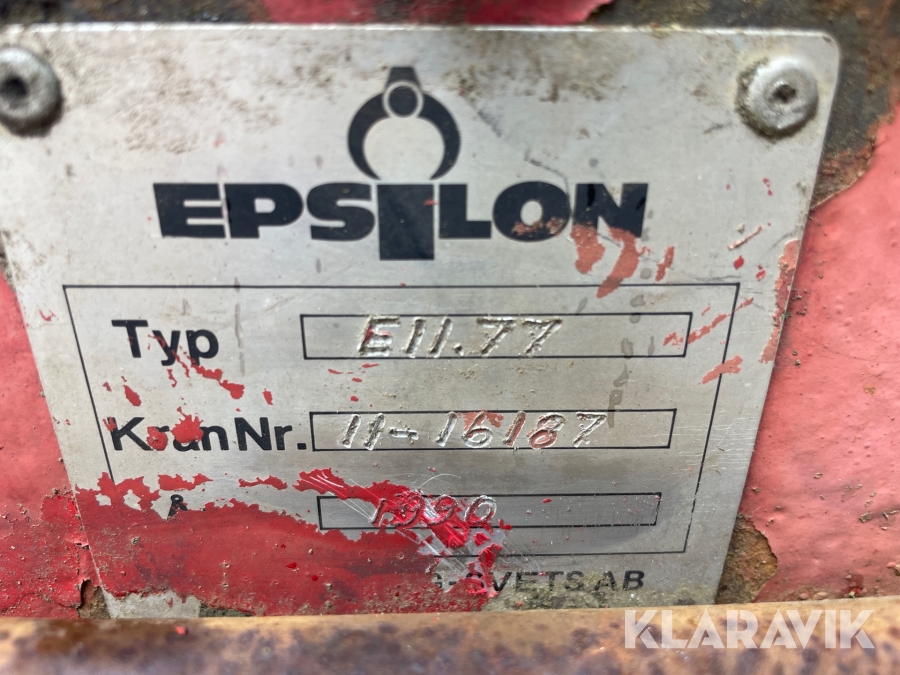 EPSILON
Typ E11.77
Kran Nr. 11-16187
Å 1990
SVETS AB
KLARAVIK